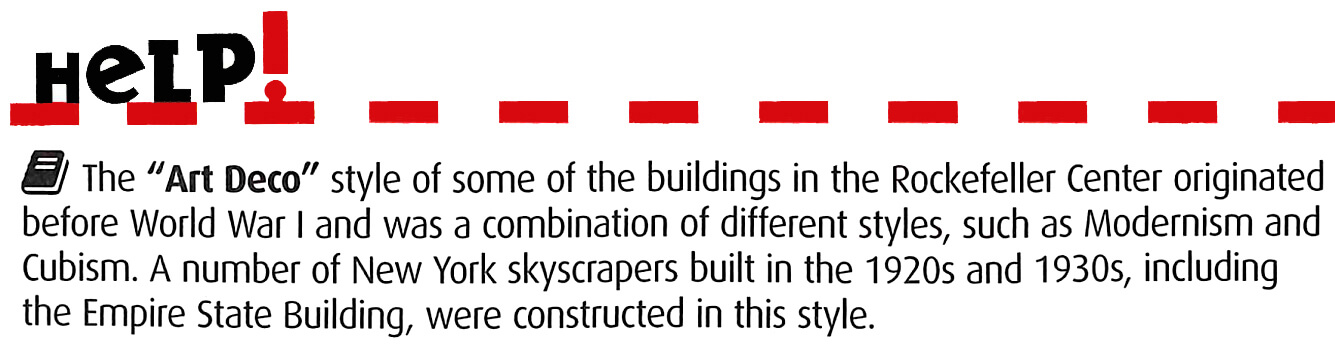 HeLP!
The "Art Deco" style of some of the buildings in the Rockefeller Center originated
before World War I and was a combination of different styles, such as Modernism and
Cubism. A number of New York skyscrapers built in the 1920s and 1930s, including
the Empire State Building, were constructed in this style.